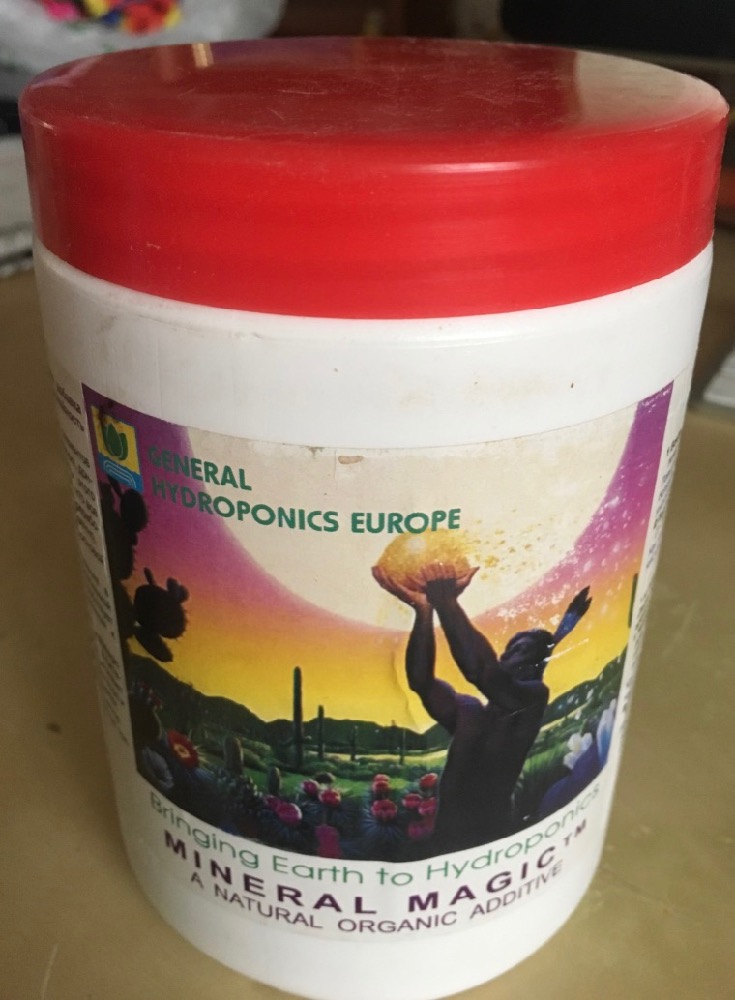 GENERAL
HYDROPONICS EUROPE
Bringing Earth to Hydroponics
MINERAL MAGIC™
A NATURAL ORGANIC ADDITIVE